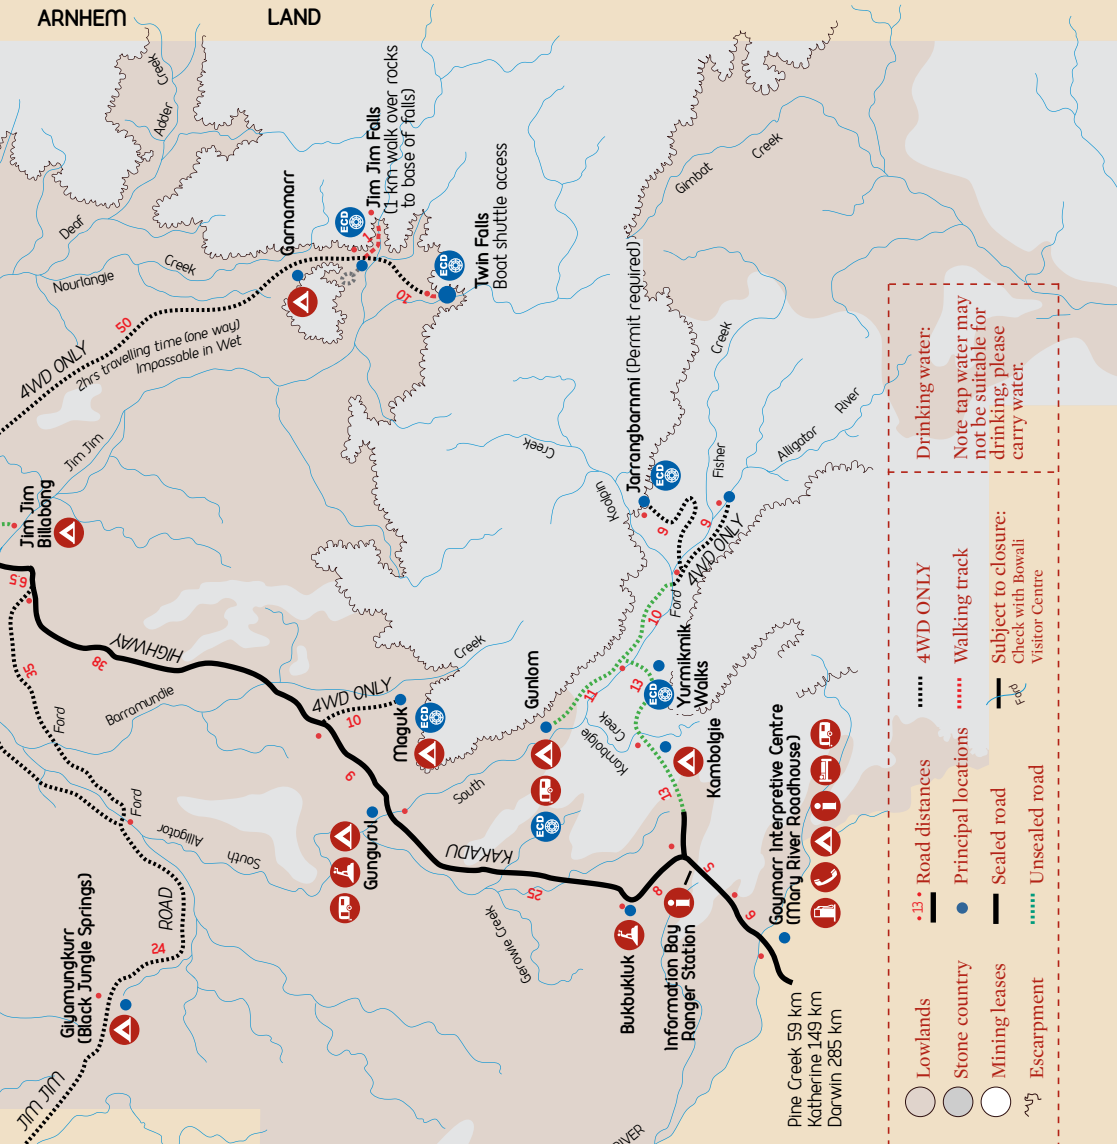 ARNHEM LAND
Creek
Adder
Deaf
Nourlangie
Creek
Garnamarr
ECD
Jim Jim Falls
(1 km walk over rocks
to base of falls)
1
10
ECD
Twin Falls
Boat shuttle access
Gimbat
Creek
4WD ONLY
50
2hrs travelling time (one way)
Impassable in Wet
Jim Jim
Jim Jim
Billabong
6.5
35
38
HIGHWAY
Ford
Barramundie
4WD ONLY
10
Maguk
ECD
Creek
Creek
Koolpin
Jarrangbarnmi (Permit required)
ECD
9
9
4WD ONLY
Ford
Fisher
Creek
Alligator
River
10
11
13
Gunlom
ECD
Yurmikmik
Walks
ECD
Kambolgie
Creek
Kambolgie
13
9
Gungurul
South
Ford
Alligator
South
KAKADU
25
Gerowie Creek
Bukbukluk
8
Information Bay
Ranger Station
5
9
Goymarr Interpretive Centre
(Mary River Roadhouse)
Giyamungkurr
(Black Jungle Springs)
24
ROAD
JIM JIM
RIVER
Pine Creek 59 km
Katherine 149 km
Darwin 285 km
Lowlands
Stone country
Mining leases
Escarpment
• 13 • Road distances
Principal locations
Sealed road
Unsealed road
4WD ONLY
Walking track
Ford
Subject to closure:
Check with Bowali
Visitor Centre
Drinking water:
Note tap water may
not be suitable for
drinking, please
carry water.